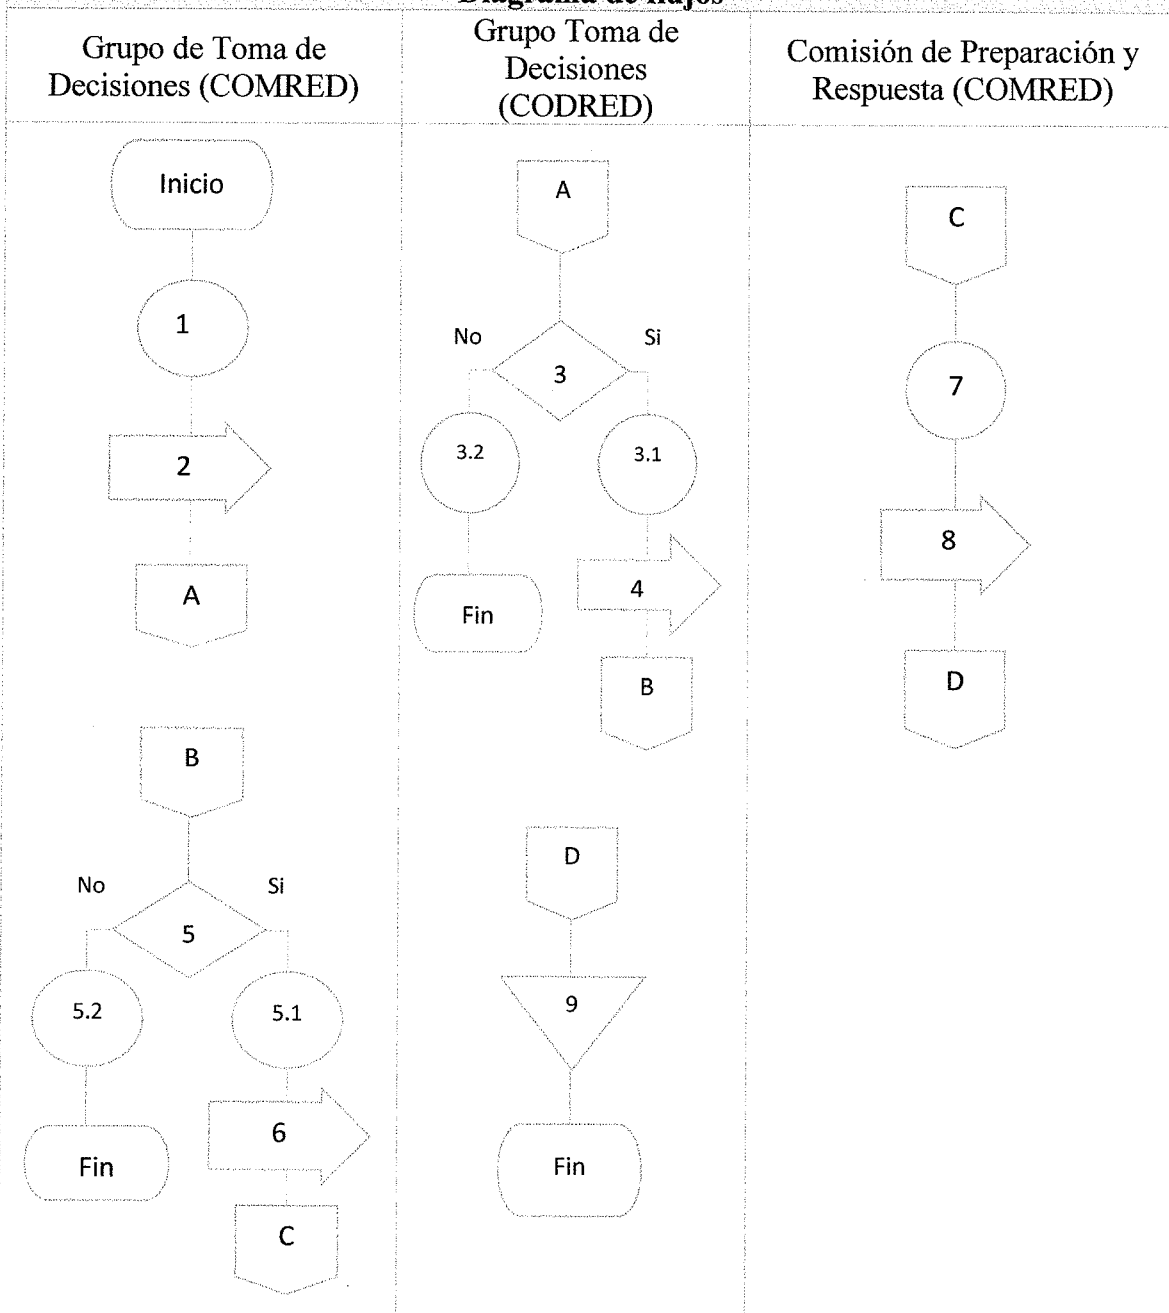 Diagrama de flujos
Grupo de Toma de
Decisiones (COMRED)
Grupo Toma de
Decisiones
(CODRED)
Comisión de Preparación y
Respuesta (COMRED)
Inicio
1
2
A
B
No
Si
5
5.2
5.1
Fin
6
C
A
No
Si
3
3.2
3.1
Fin
4
B
D
9
Fin
C
7
8
D